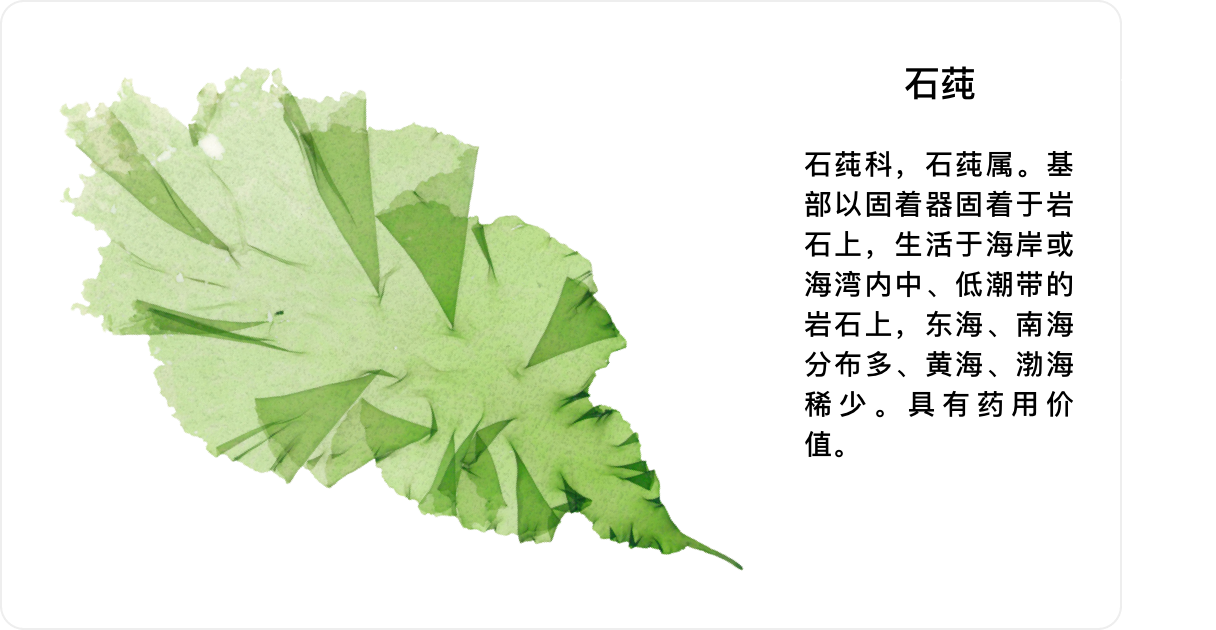 石莼
石莼科，石莼属。基
部以固着器固着于岩
石上，生活于海岸或
海湾内中、低潮带的
岩石上，东海、南海
分布多、黄海、渤海
稀少。具有药用价
值。